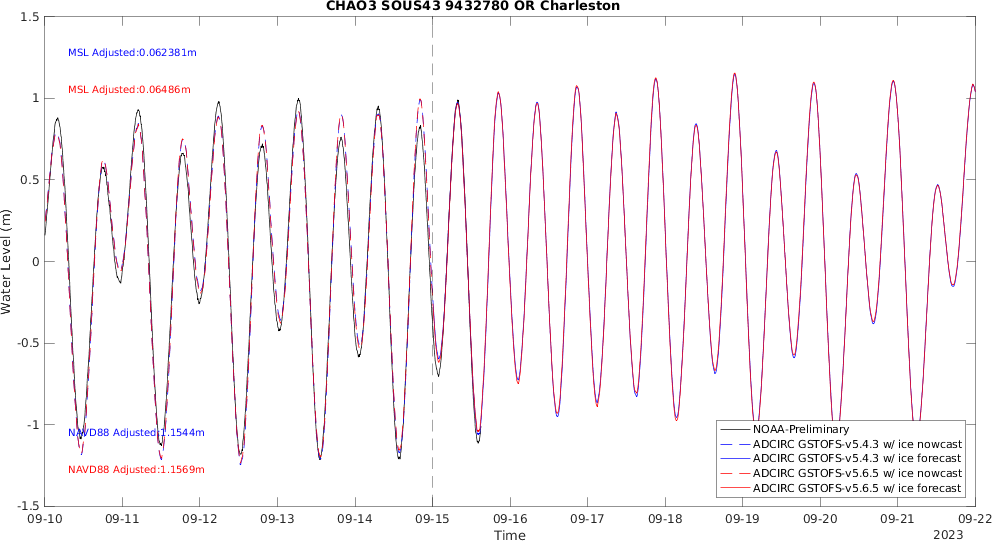 CHAO3 SOUS43 9432780 OR Charleston
1.5
1
0.5
0
-0.5
-1
-1.5
Water Level (m)
MSL Adjusted:0.062381m
MSL Adjusted:0.06486m
NAVD88 Adjusted:1.1544m
NAVD88 Adjusted:1.1569m
NOAA-Preliminary
ADCIRC GSTOFS-v5.4.3 w/ ice nowcast
ADCIRC GSTOFS-v5.4.3 w/ ice forecast
ADCIRC GSTOFS-v5.6.5 w/ ice nowcast
ADCIRC GSTOFS-v5.6.5 w/ ice forecast
09-10 09-11 09-12 09-13 09-14 09-15 09-16 09-17 09-18 09-19 09-20 09-21 09-22
Time
2023